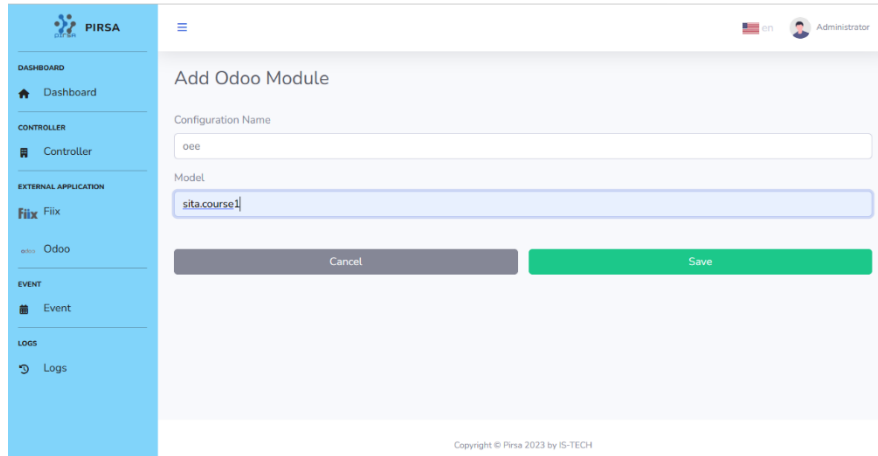 PIRSA
en
Administrator
DASHBOARD
Dashboard
CONTROLLER
Controller
EXTERNAL APPLICATION
Fiix Fiix
Odoo
EVENT
Event
LOGS
Logs
Add Odoo Module
Configuration Name
oee
Model
sita.course1
Cancel
Save
Copyright © Pirsa 2023 by IS-TECH